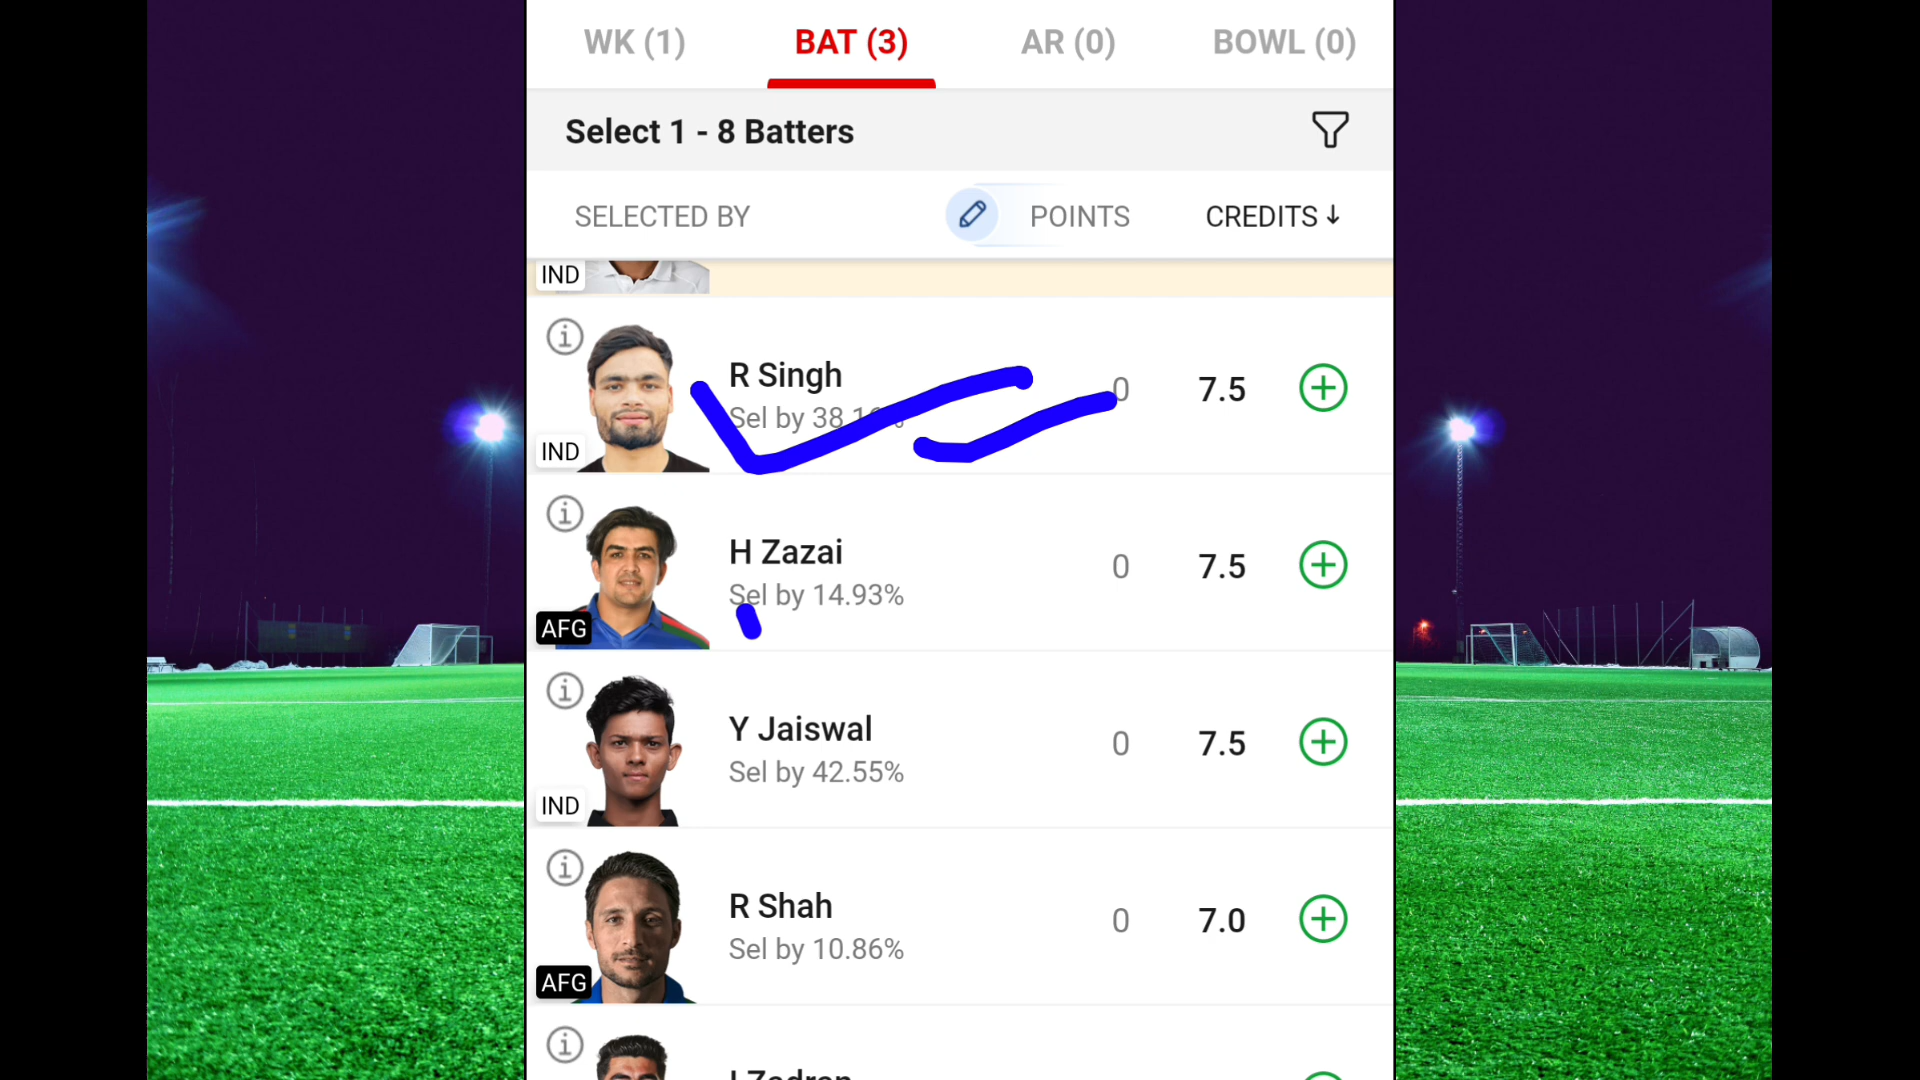 WK (1) BAT (3) AR (0) BOWL (0)
Select 1 - 8 Batters
SELECTED BY POINTS CREDITS
IND
R Singh
Sel by 38
0 7.5
IND
H Zazai
Sel by 14.93%
0 7.5
AFG
Y Jaiswal
Sel by 42.55%
0 7.5
IND
R Shah
Sel by 10.86%
0 7.0
AFG
I Zadran